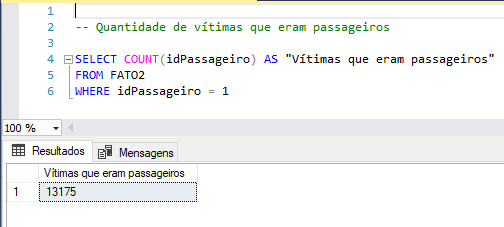 1
2 -- Quantidade de vítimas que eram passageiros
3
4 SELECT COUNT(idPassageiro) AS "Vítimas que eram passageiros"
5 FROM FATO2
6 WHERE idPassageiro = 1
100 %
Resultados Mensagens
Vítimas que eram passageiros
1 13175